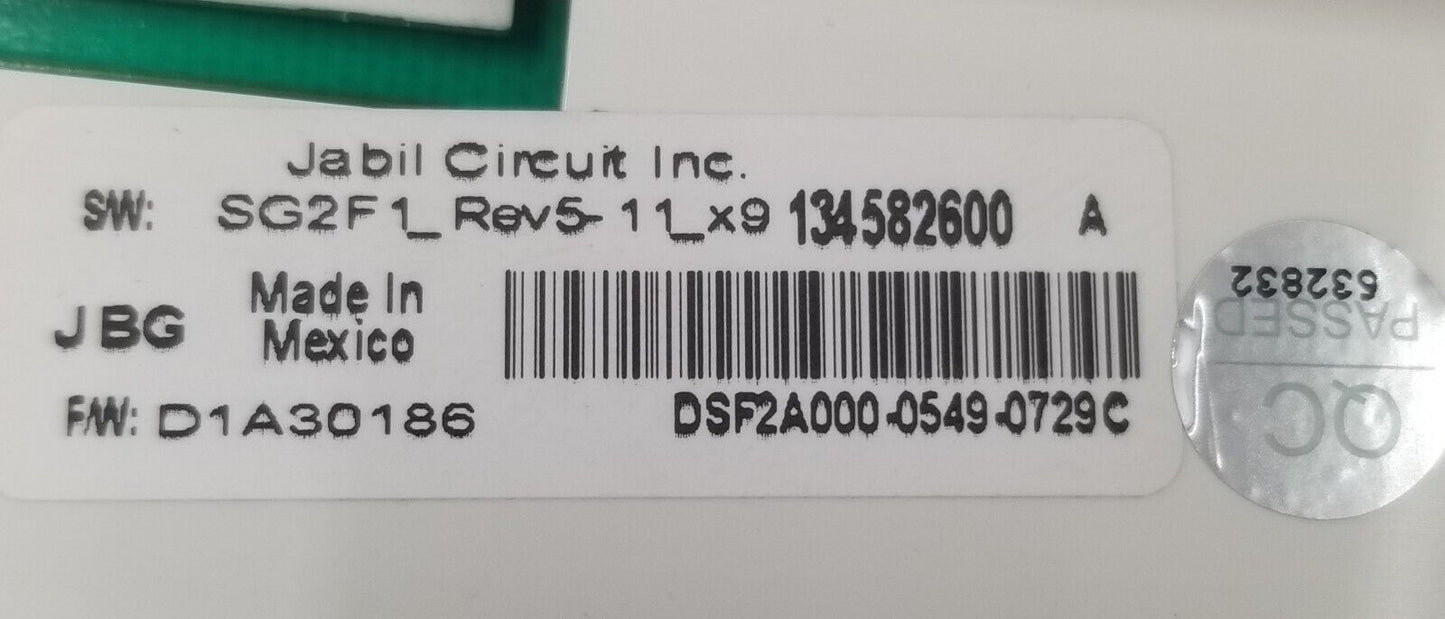 Jabil Circuit Inc.
SW: SG2F1_Rev5-11_x9 134582600 A
JBG
Made In
Mexico
F/W: D1A30186
DSF2A000-0549-0729C
QC
PASSED
632832